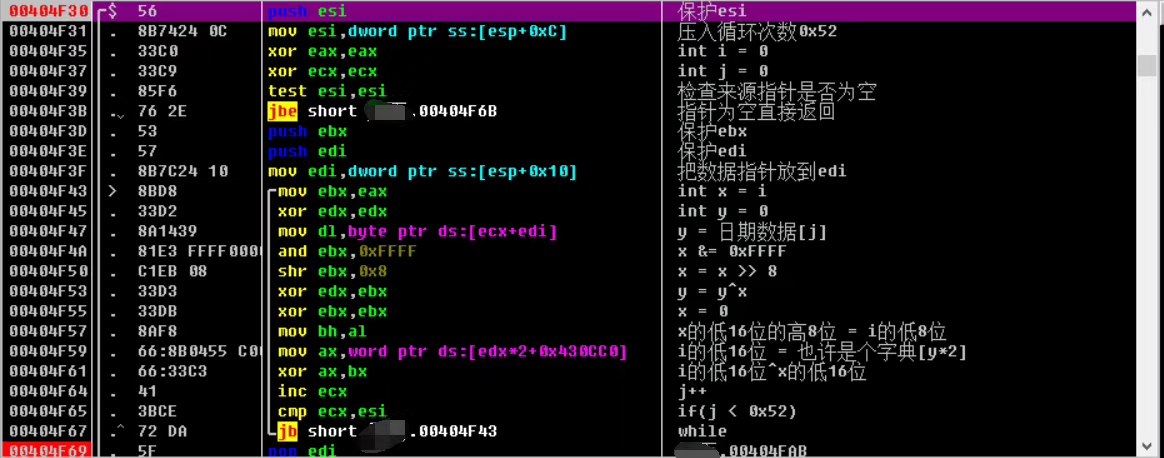 00404F30 $ 56 push esi 保护esi
00404F31 . 8B7424 0C mov esi,dword ptr ss:[esp+0xC] 压入循环次数0x52
00404F35 . 33C0 xor eax,eax int i = 0
00404F37 . 33C9 xor ecx,ecx int j = 0
00404F39 . 85F6 test esi,esi 检查来源指针是否为空
00404F3B . 76 2E jbe short .00404F6B 指针为空直接返回
00404F3D . 53 push ebx 保护ebx
00404F3E . 57 push edi 保护edi
00404F3F . 8B7C24 10 mov edi,dword ptr ss:[esp+0x10] 把数据指针放到edi
00404F43 > 8BD8 mov ebx,eax int x = i
00404F45 . 33D2 xor edx,edx int y = 0
00404F47 . 8A1439 mov dl,byte ptr ds:[ecx+edi] y = 日期数据[j]
00404F4A . 81E3 FFFF000 and ebx,0xFFFF x &= 0xFFFF
00404F50 . C1EB 08 shr ebx,0x8 x = x >> 8
00404F53 . 33D3 xor edx,ebx y = y^x
00404F55 . 33DB xor ebx,ebx x = 0
00404F57 . 8AF8 mov bh,al x的低16位的高8位 = i的低8位
00404F59 . 66:8B0455 C0 mov ax,word ptr ds:[edx*2+0x430CC0] i的低16位 = 也许是个字典[y*2]
00404F61 . 66:33C3 xor ax,bx i的低16位^x的低16位
00404F64 . 41 inc ecx j++
00404F65 . 3BCE cmp ecx,esi if(j < 0x52)
00404F67 .^ 72 DA jb short .00404F43 while
00404F69 . 5F pop edi .00404FAB